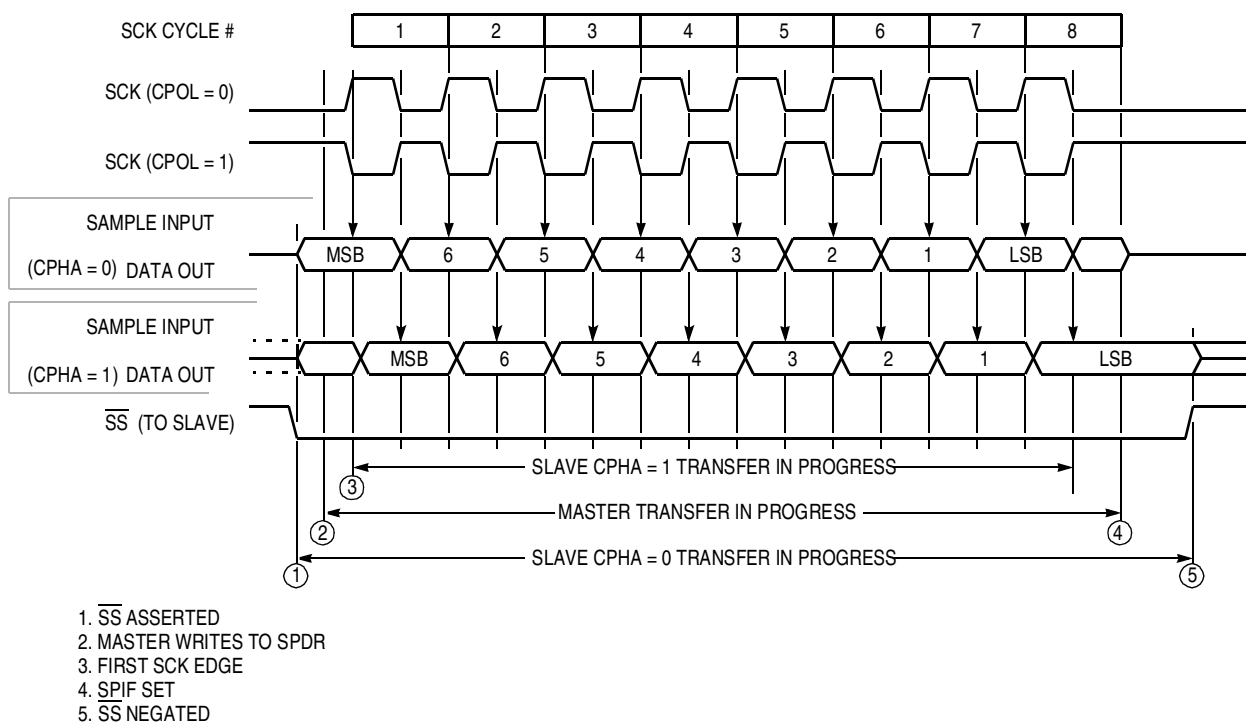 SCK CYCLE # 1 2 3 4 5 6 7 8
SCK (CPOL = 0)
SCK (CPOL = 1)
SAMPLE INPUT
(CPHA = 0) DATA OUT MSB 6 5 4 3 2 1 LSB
SAMPLE INPUT
(CPHA = 1) DATA OUT MSB 6 5 4 3 2 1 LSB
SS (TO SLAVE)
SLAVE CPHA = 1 TRANSFER IN PROGRESS
3
MASTER TRANSFER IN PROGRESS
2 4
SLAVE CPHA = 0 TRANSFER IN PROGRESS
1 5
1. SS ASSERTED
2. MASTER WRITES TO SPDR
3. FIRST SCK EDGE
4. SPIF SET
5. SS NEGATED